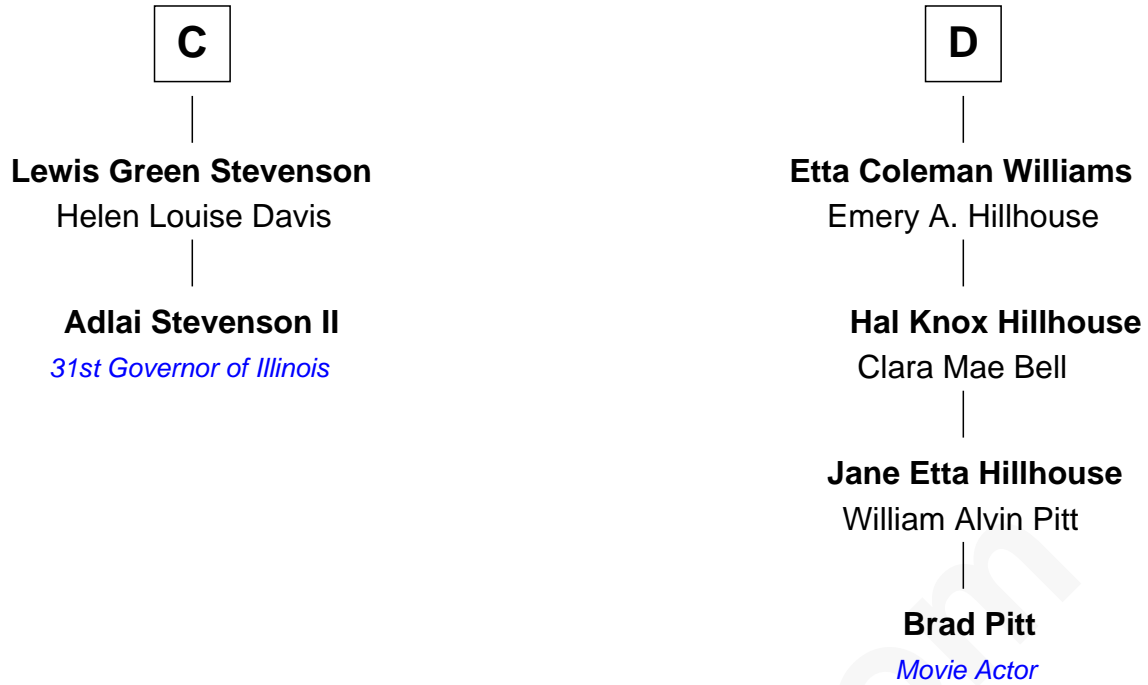 C
Lewis Green Stevenson
Helen Louise Davis
Adlai Stevenson II
31st Governor of Illinois
D
Etta Coleman Williams
Emery A. Hillhouse
Hal Knox Hillhouse
Clara Mae Bell
Jane Etta Hillhouse
William Alvin Pitt
Brad Pitt
Movie Actor